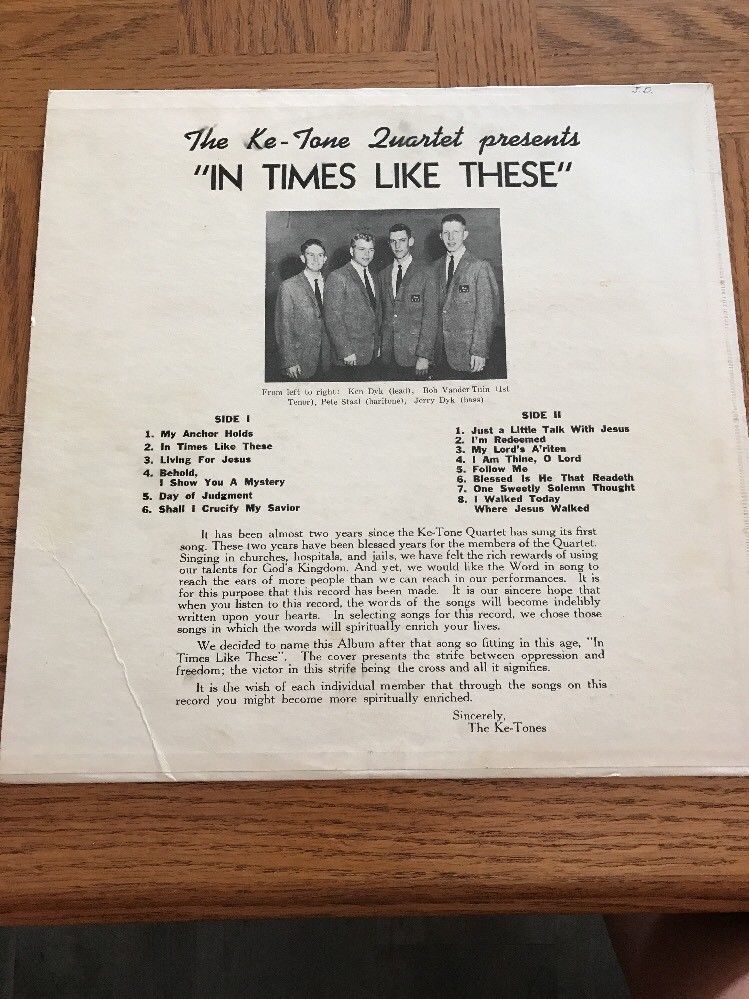 J.D.
The Ke-Tone Quartet presents
"IN TIMES LIKE THESE"
From left to right: Ken Dyk (lead), Bob VanderTuin (1st
Tenor), Pete Staal (baritone), Jerry Dyk (bass)
SIDE I
1. My Anchor Holds
2. In Times Like These
3. Living For Jesus
4. Behold,
I Show You A Mystery
5. Day of Judgment
6. Shall I Crucify My Savior
SIDE II
1. Just a Little Talk With Jesus
2. I'm Redeemed
3. My Lord's A'riten
4. I Am Thine, O Lord
5. Follow Me
6. Blessed Is He That Readeth
7. One Sweetly Solemn Thought
8. I Walked Today
Where Jesus Walked
It has been almost two years since the Ke-Tone Quartet has sung its first
song. These two years have been blessed years for the members of the Quartet.
Singing in churches, hospitals, and jails, we have felt the rich rewards of using
our talents for God's Kingdom. And yet, we would like the Word in song to
reach the ears of more people than we can reach in our performances. It is
for this purpose that this record has been made. It is our sincere hope that
when you listen to this record, the words of the songs will become indelibly
written upon your hearts. In selecting songs for this record, we chose those
songs in which the words will spiritually enrich your lives.
We decided to name this Album after that song so fitting in this age, "In
Times Like These". The cover presents the strife between oppression and
freedom; the victor in this strife being the cross and all it signifies.
It is the wish of each individual member that through the songs on this
record you might become more spiritually enriched.
Sincerely,
The Ke-Tones